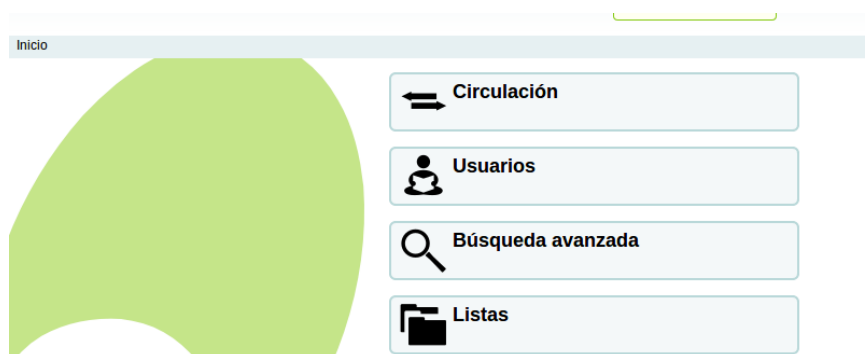 Inicio
Circulación
Usuarios
Búsqueda avanzada
Listas